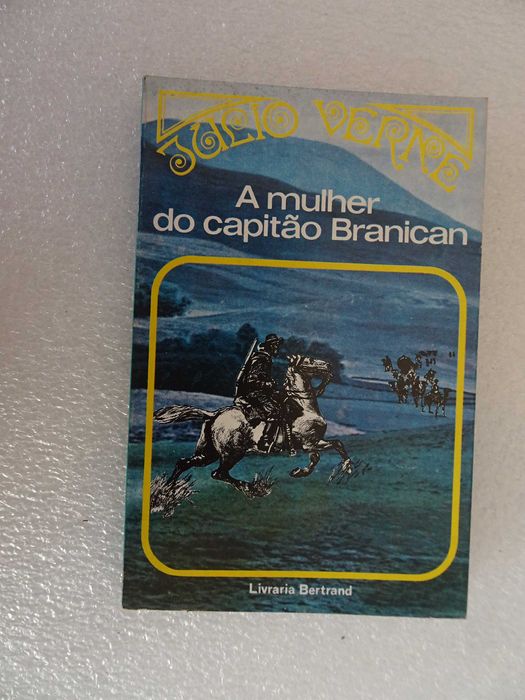 JÚLIO VERNE
A mulher
do capitão Branican
Livraria Bertrand